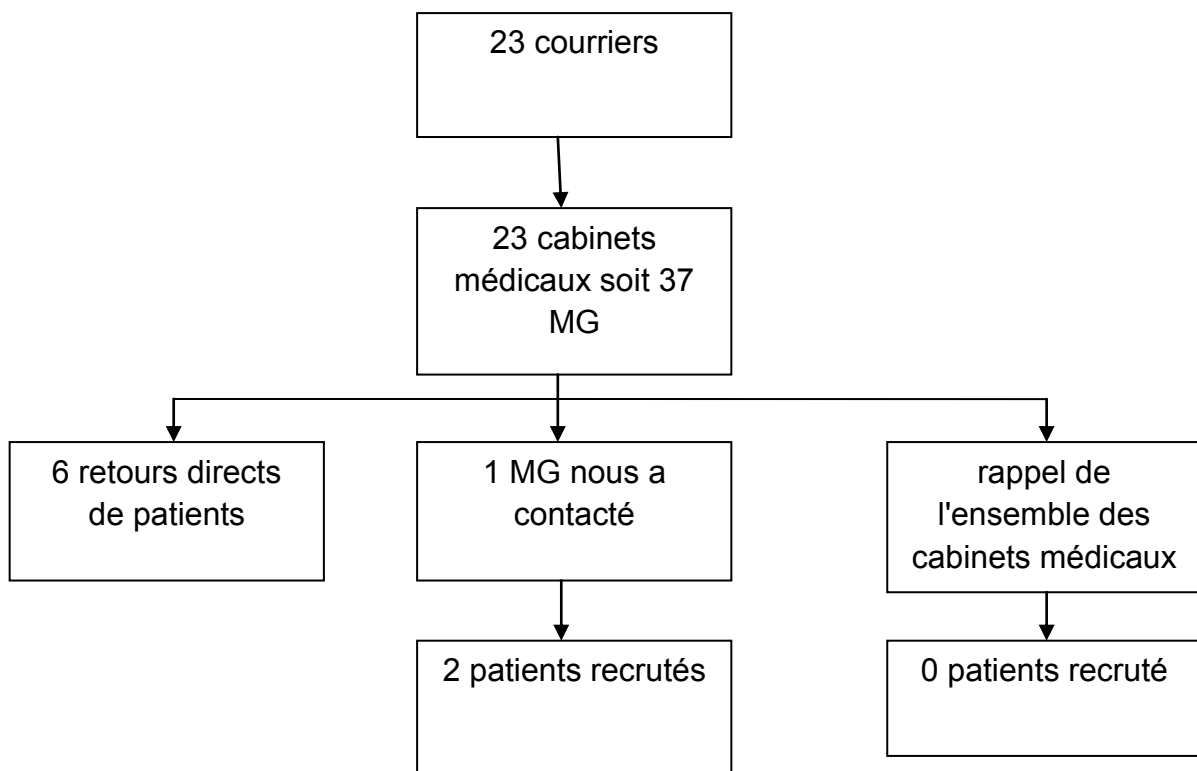 23 courriers
23 cabinets
médicaux soit 37
MG
6 retours directs
de patients
1 MG nous a
contacté
rappel de
l'ensemble des
cabinets médicaux
2 patients recrutés
0 patients recruté